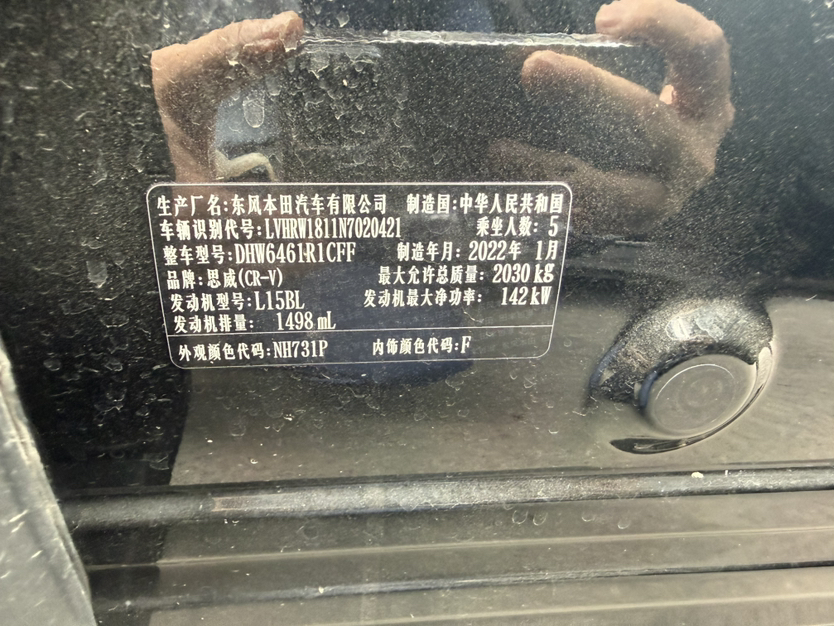 生产厂名:东风本田汽车有限公司 制造国:中华人民共和国
车辆识别代号:LVHRW1811N7020421 乘坐人数: 5
整车型号:DHW6461R1CFF 制造年月: 2022年 1月
品牌:思威(CR-V) 最大允许总质量: 2030 kg
发动机型号:L15BL 发动机最大净功率: 142 kW
发动机排量: 1498 mL
外观颜色代码:NH731P 内饰颜色代码:F